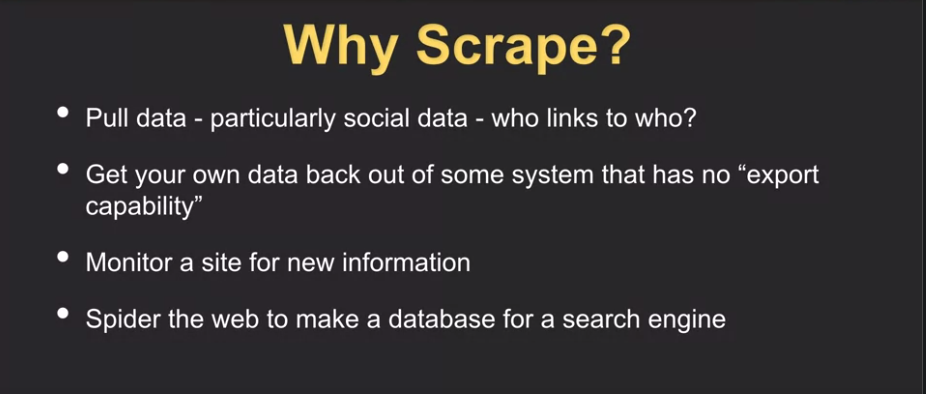 Why Scrape?
• Pull data - particularly social data - who links to who?
• Get your own data back out of some system that has no “export
capability”
• Monitor a site for new information
• Spider the web to make a database for a search engine